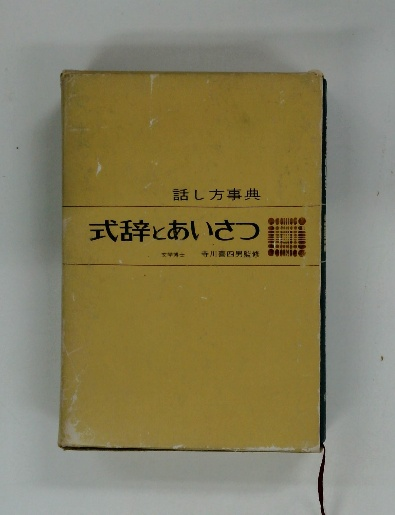 話し方事典
式辞とあいさつ
文学博士 寺川喜四男監修